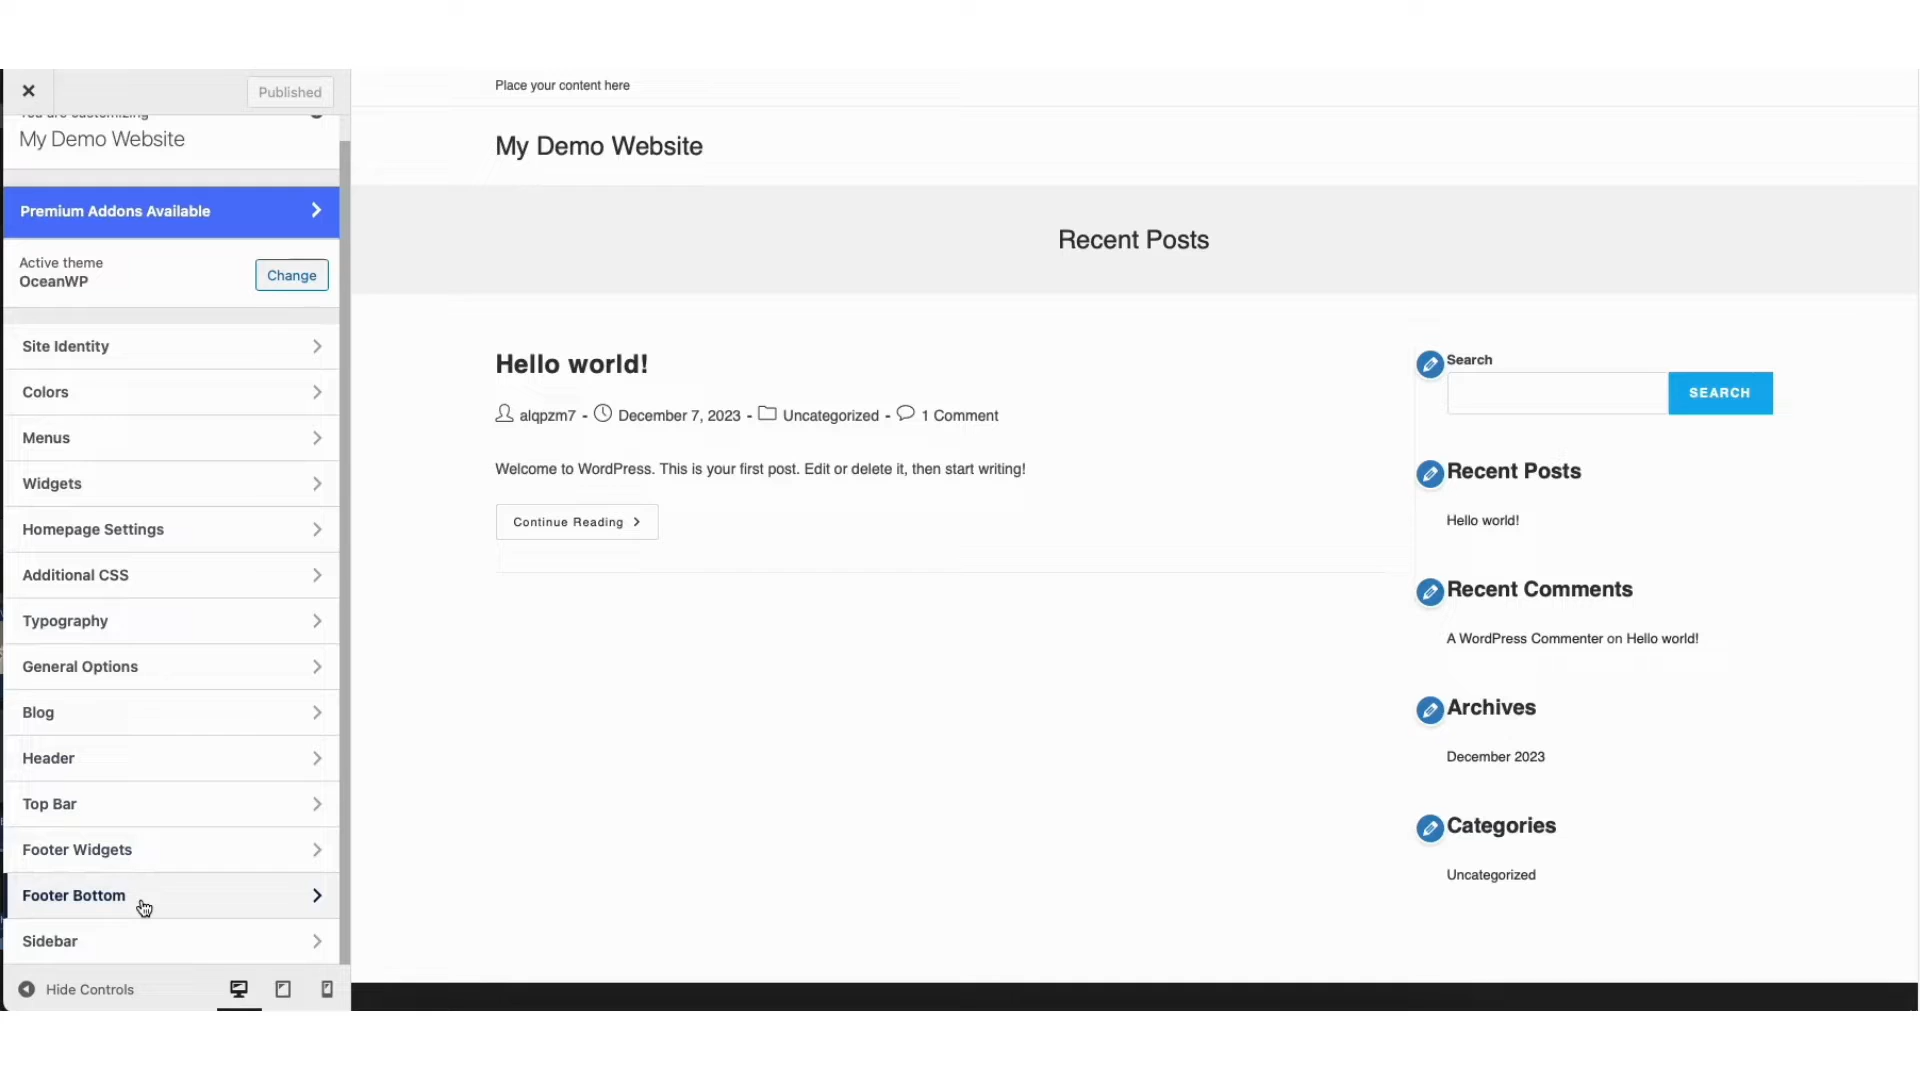 Published
You are customizing
My Demo Website
Premium Addons Available
Active theme
OceanWP
Change
Site Identity
Colors
Menus
Widgets
Homepage Settings
Additional CSS
Typography
General Options
Blog
Header
Top Bar
Footer Widgets
Footer Bottom
Sidebar
Hide Controls
Place your content here
My Demo Website
Recent Posts
Hello world!
alqpzm7 - December 7, 2023 - Uncategorized - 1 Comment
Welcome to WordPress. This is your first post. Edit or delete it, then start writing!
Continue Reading
Search
SEARCH
Recent Posts
Hello world!
Recent Comments
A WordPress Commenter on Hello world!
Archives
December 2023
Categories
Uncategorized